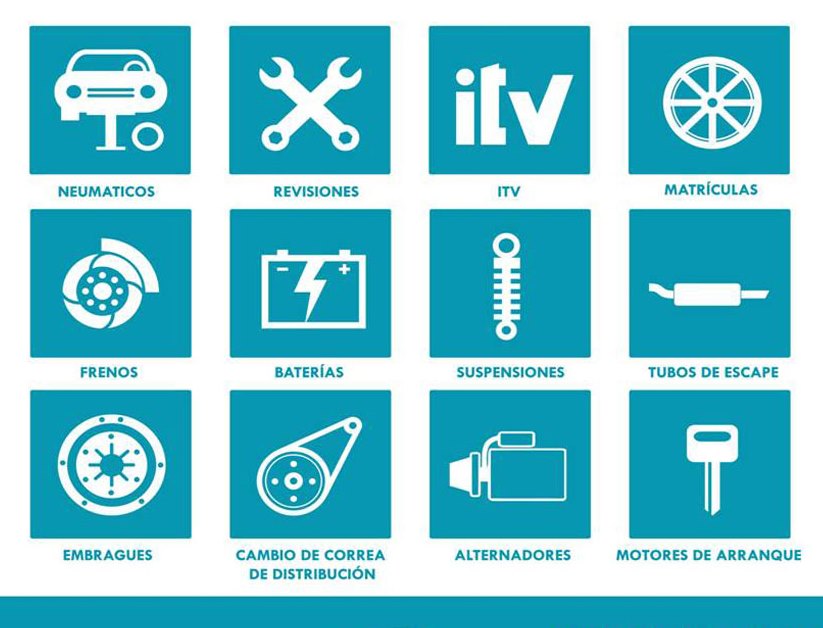 itv
NEUMATICOS
REVISIONES
ITV
MATRÍCULAS
FRENOS
BATERÍAS
SUSPENSIONES
TUBOS DE ESCAPE
EMBRAGUES
CAMBIO DE CORREA
DE DISTRIBUCIÓN
ALTERNADORES
MOTORES DE ARRANQUE